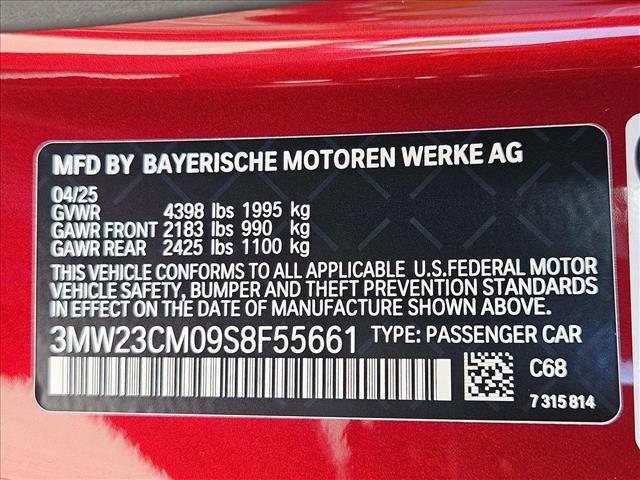 MFD BY BAYERISCHE MOTOREN WERKE AG
04/25
GVWR 4398 lbs 1995 kg
GAWR FRONT 2183 lbs 990 kg
GAWR REAR 2425 lbs 1100 kg
THIS VEHICLE CONFORMS TO ALL APPLICABLE U.S.FEDERAL MOTOR
VEHICLE SAFETY, BUMPER AND THEFT PREVENTION STANDARDS
IN EFFECT ON THE DATE OF MANUFACTURE SHOWN ABOVE.
3MW23CM09S8F55661 TYPE: PASSENGER CAR
C68
7 315 814